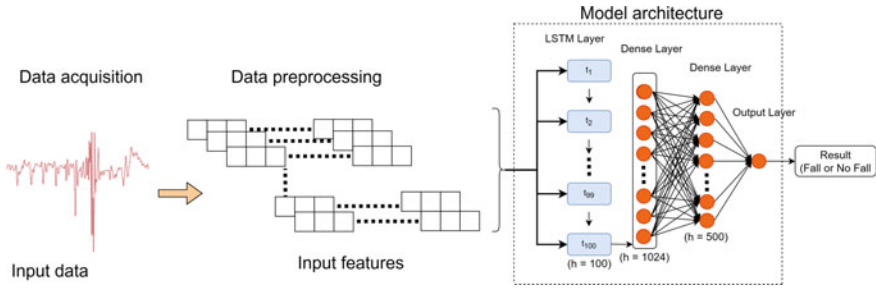 Model architecture
LSTM Layer
Dense Layer
Dense Layer
Output Layer
Data acquisition
Data preprocessing
t1
t2
t99
t100
Result
(Fall or No Fall
Input data
Input features
(h = 100)
(h = 1024)
(h = 500)